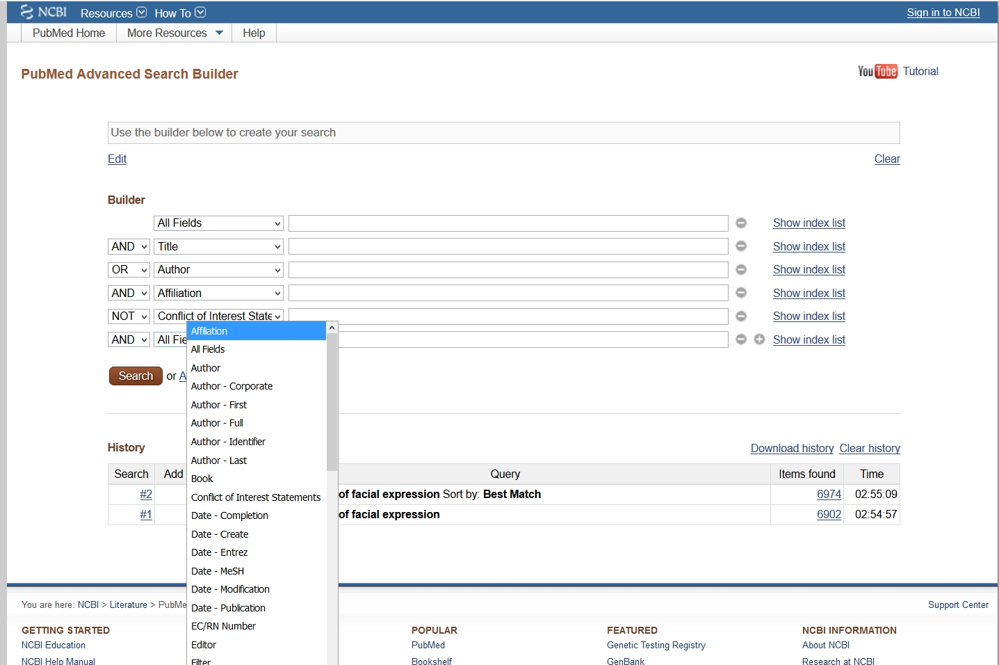 NCBI Resources How To Sign in to NCBI
PubMed Home More Resources Help
PubMed Advanced Search Builder
YouTube Tutorial
Use the builder below to create your search
Edit Clear
Builder
All Fields Show index list
AND Title Show index list
OR Author Show index list
AND Affiliation Show index list
NOT Conflict of Interest State Show index list
AND All Fie Show index list
Search or A
Affiliation
All Fields
Author
Author - Corporate
Author - First
Author - Full
Author - Identifier
Author - Last
Book
Conflict of Interest Statements
Date - Completion
Date - Create
Date - Entrez
Date - MeSH
Date - Modification
Date - Publication
EC/RN Number
Editor
Filter
History Download history Clear history
Search Add Query Items found Time
#2 of facial expression Sort by: Best Match 6974 02:55:09
#1 of facial expression 6902 02:54:57
You are here: NCBI > Literature > PubMe Support Center
GETTING STARTED
NCBI Education
NCBI Help Manual
POPULAR
PubMed
Bookshelf
FEATURED
Genetic Testing Registry
GenBank
NCBI INFORMATION
About NCBI
Research at NCBI